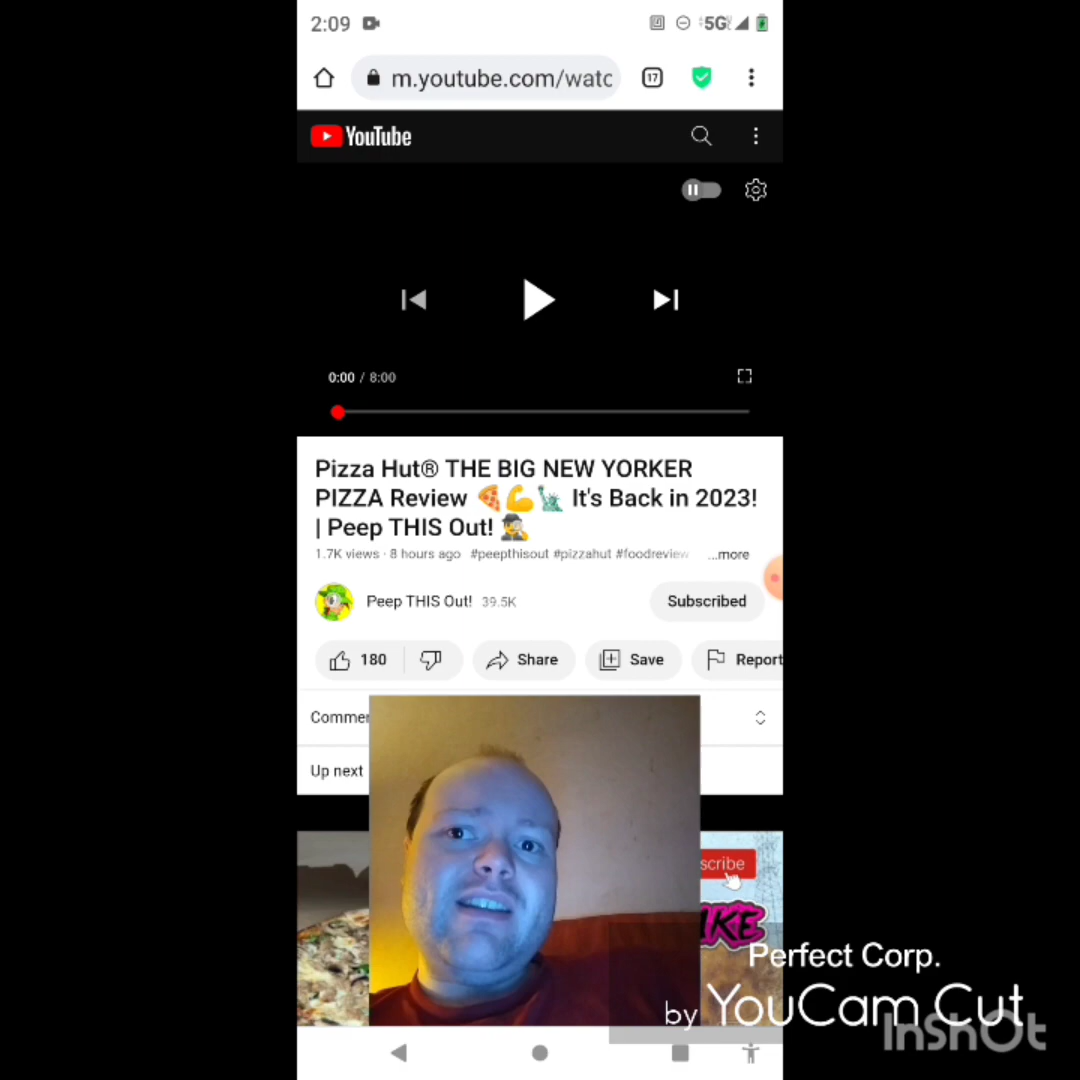 2:09 5G
m.youtube.com/watc 17
YouTube
0:00 / 8:00
Pizza Hut® THE BIG NEW YORKER
PIZZA Review 🍕💪🗽 It's Back in 2023!
| Peep THIS Out! 🕵️
1.7K views · 8 hours ago #peepthisout #pizzahut #foodreview ...more
Peep THIS Out! 39.5K Subscribed
180 Share Save Report
Commen
Up next
scribe
IKE
Perfect Corp.
by YouCam Cut
InShOt